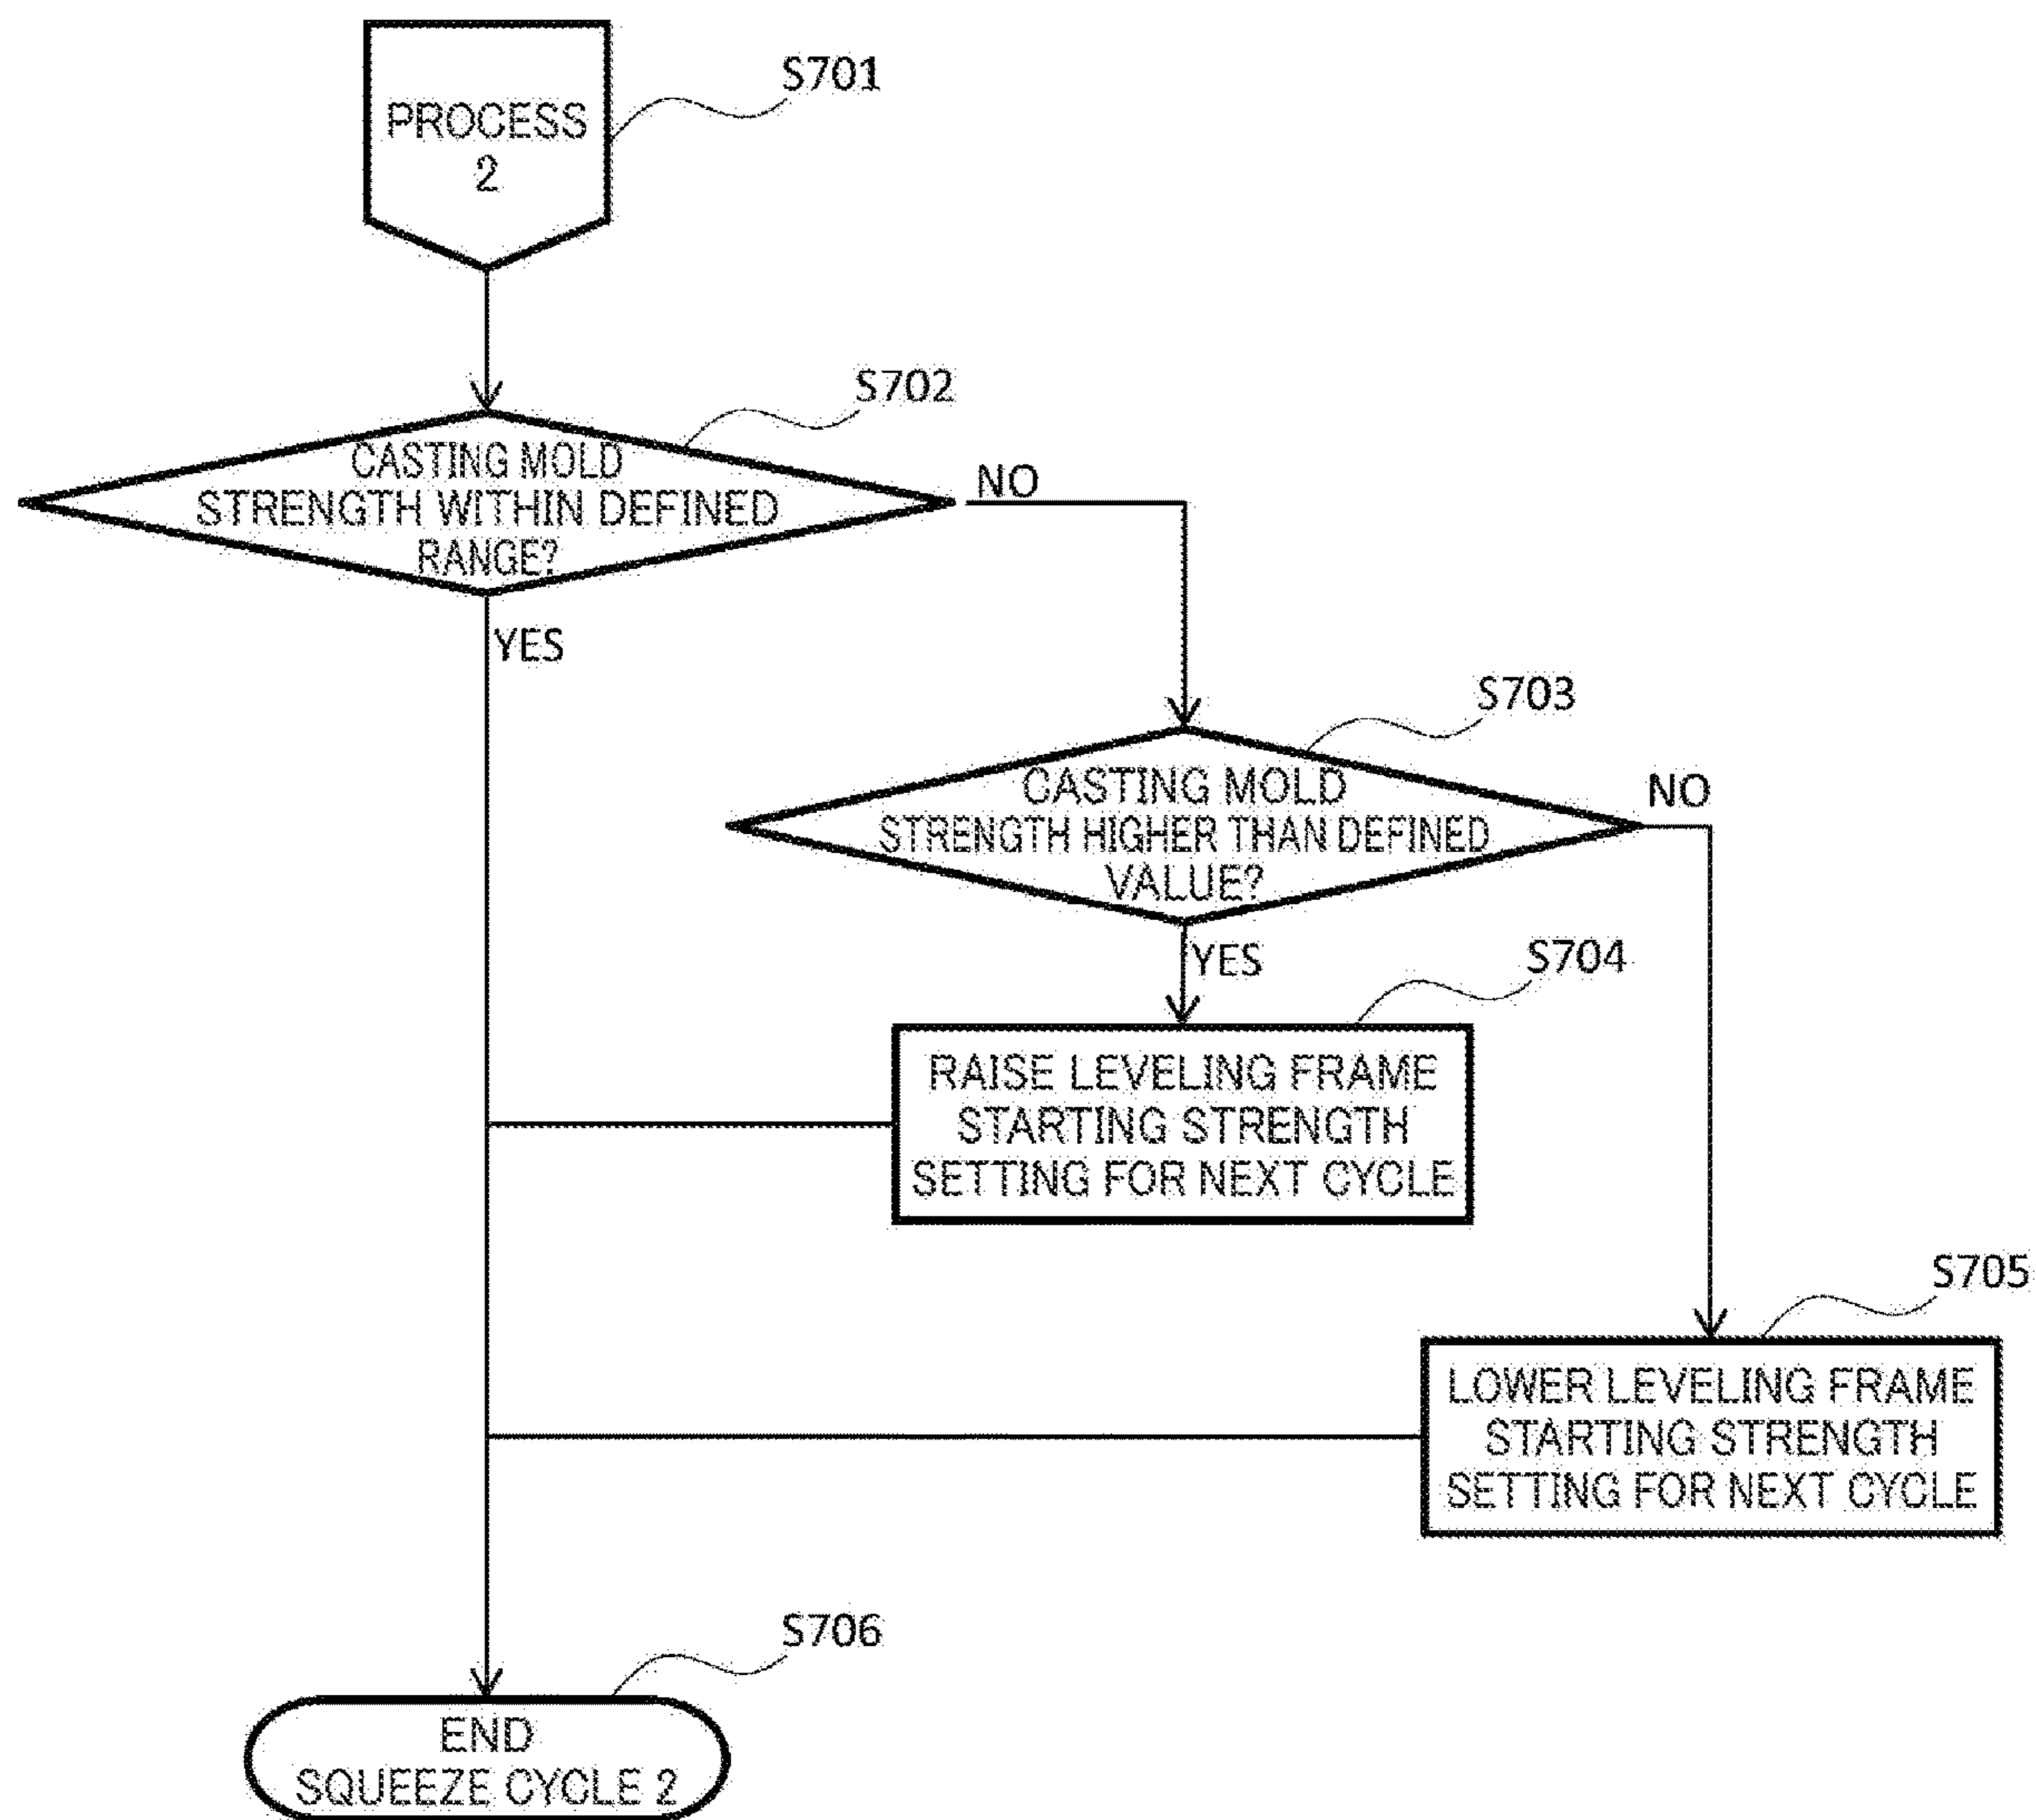 S701
PROCESS
2
S702
CASTING MOLD
STRENGTH WITHIN DEFINED
RANGE?
NO
YES
S703
CASTING MOLD
STRENGTH HIGHER THAN DEFINED
VALUE?
NO
YES
S704
RAISE LEVELING FRAME
STARTING STRENGTH
SETTING FOR NEXT CYCLE
S705
LOWER LEVELING FRAME
STARTING STRENGTH
SETTING FOR NEXT CYCLE
S706
END
SQUEEZE CYCLE 2